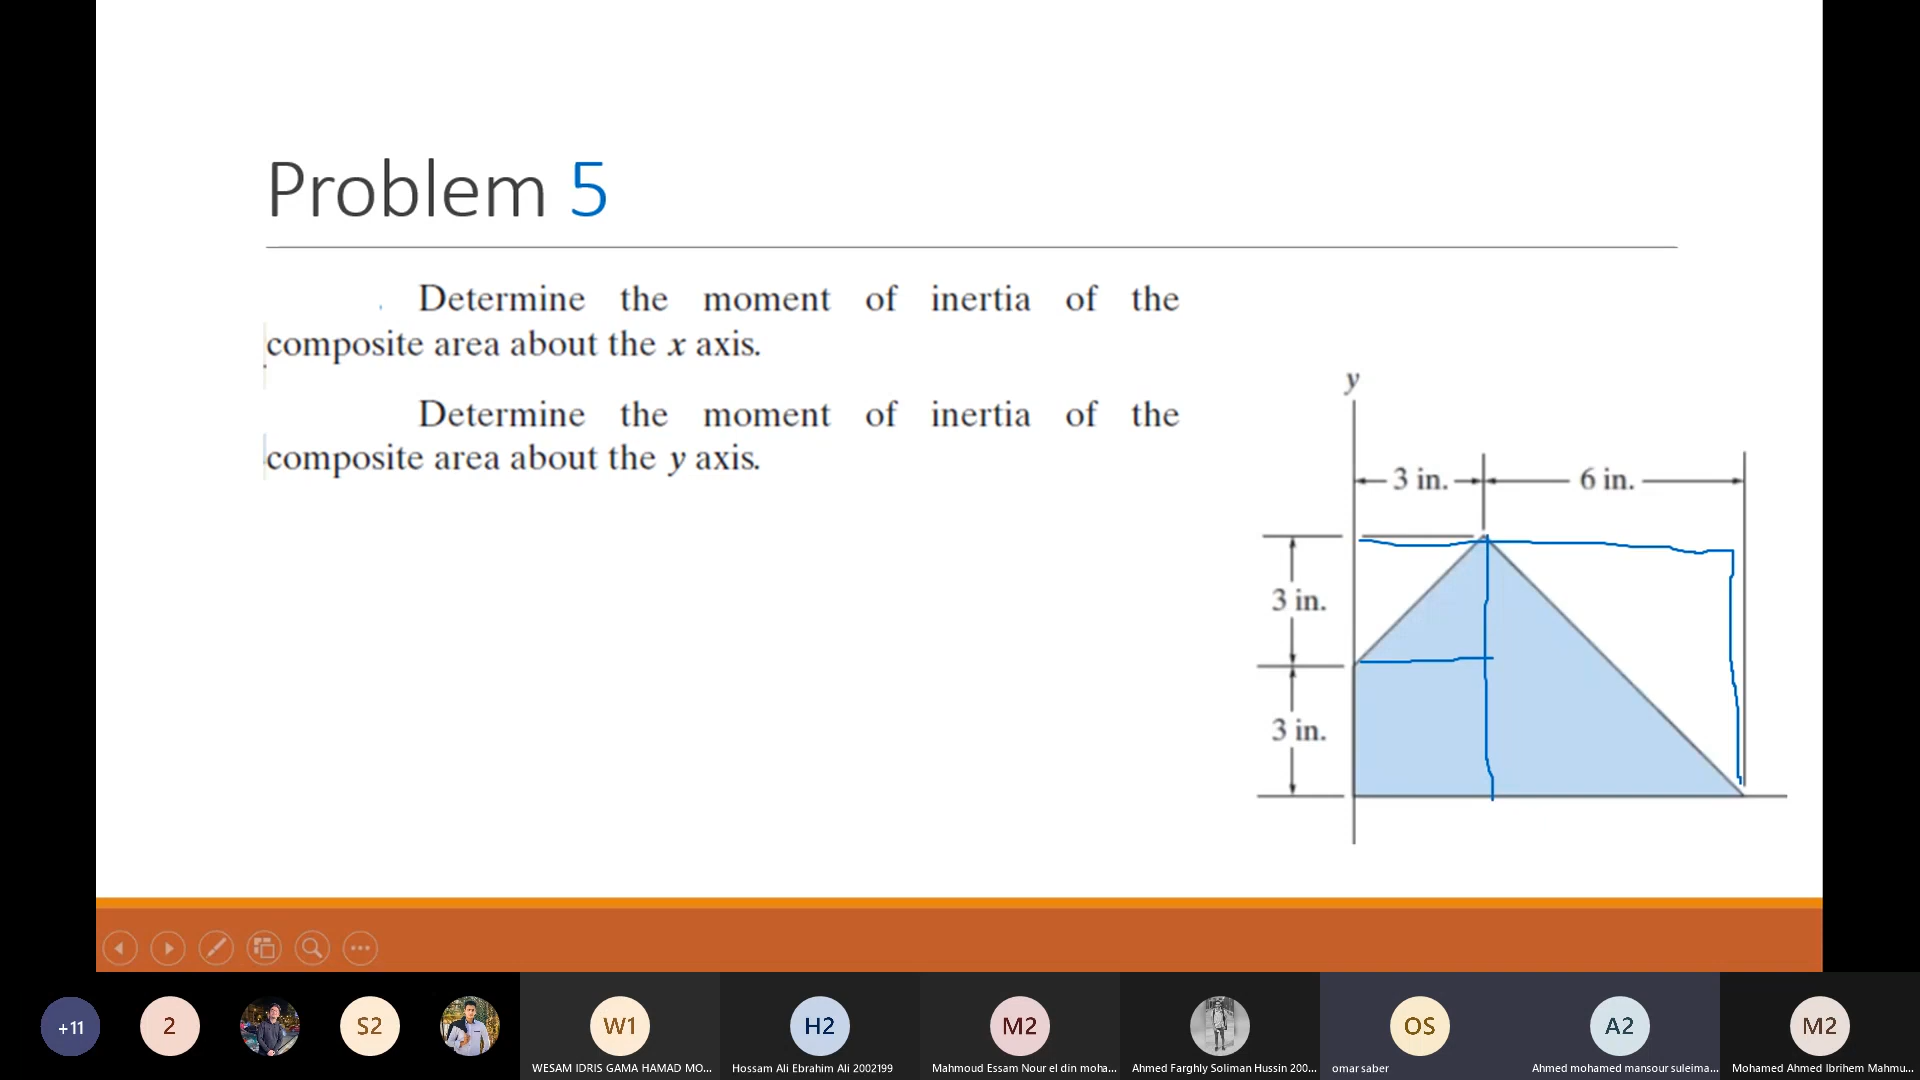 Problem 5
Determine the moment of inertia of the
composite area about the x axis.
Determine the moment of inertia of the
composite area about the y axis.
y
3 in.
6 in.
3 in.
3 in.
+11
2
S2
W1
H2
M2
OS
A2
M2
WESAM IDRIS GAMA HAMAD MO...
Hossam Ali Ebrahim Ali 2002199
Mahmoud Essam Nour el din moha...
Ahmed Farghly Soliman Hussin 200...
omar saber
Ahmed mohamed mansour suleima...
Mohamed Ahmed Ibrihem Mahmu...